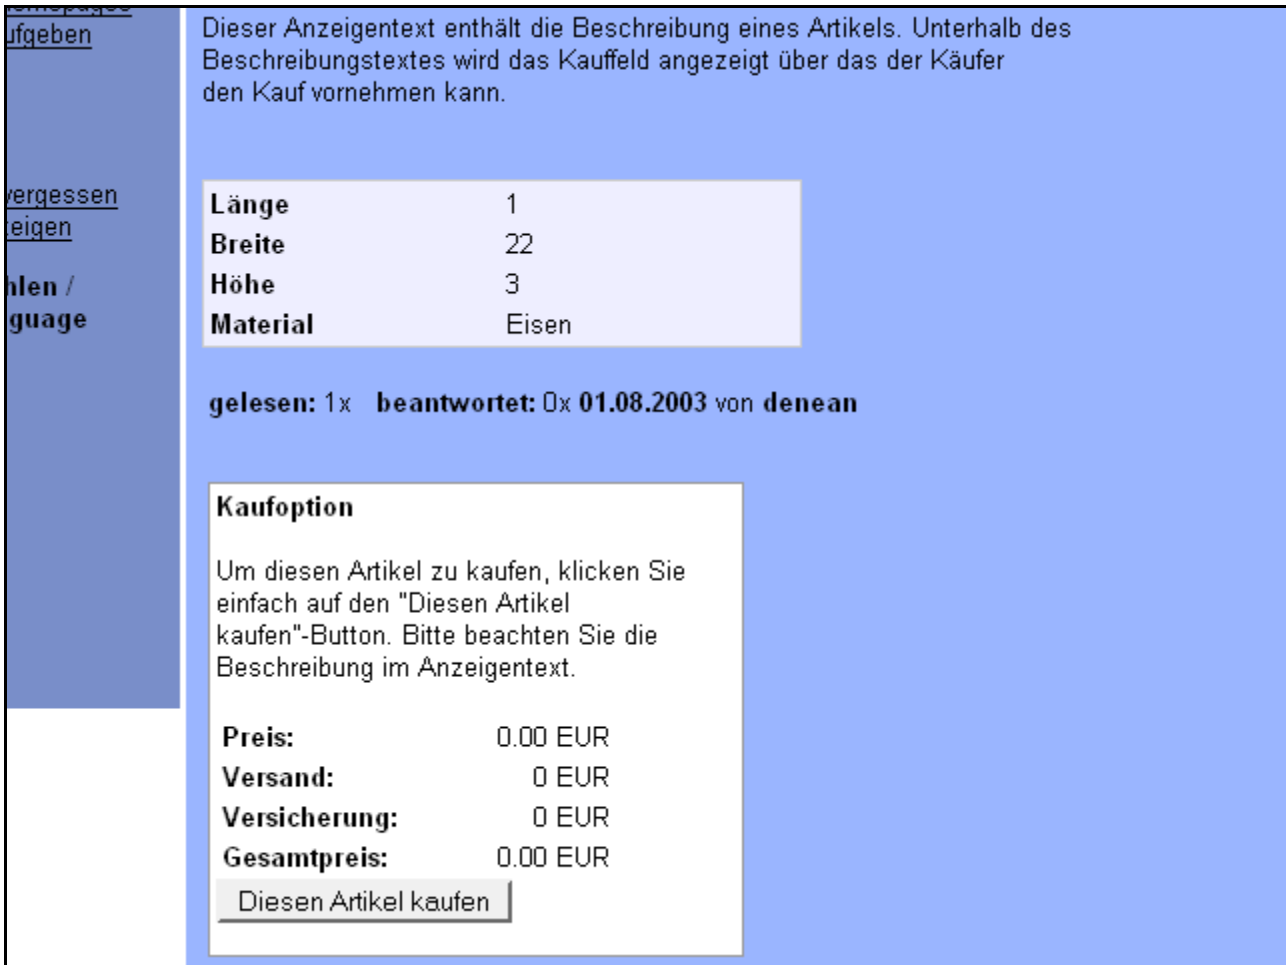 Dieser Anzeigentext enthält die Beschreibung eines Artikels. Unterhalb des
Beschreibungstextes wird das Kauffeld angezeigt über das der Käufer
den Kauf vornehmen kann.
ufgeben
vergessen
eigen
hlen /
guage
Länge 1
Breite 22
Höhe 3
Material Eisen
gelesen: 1x beantwortet: 0x 01.08.2003 von denean
Kaufoption
Um diesen Artikel zu kaufen, klicken Sie
einfach auf den "Diesen Artikel
kaufen"-Button. Bitte beachten Sie die
Beschreibung im Anzeigentext.
Preis: 0.00 EUR
Versand: 0 EUR
Versicherung: 0 EUR
Gesamtpreis: 0.00 EUR
Diesen Artikel kaufen